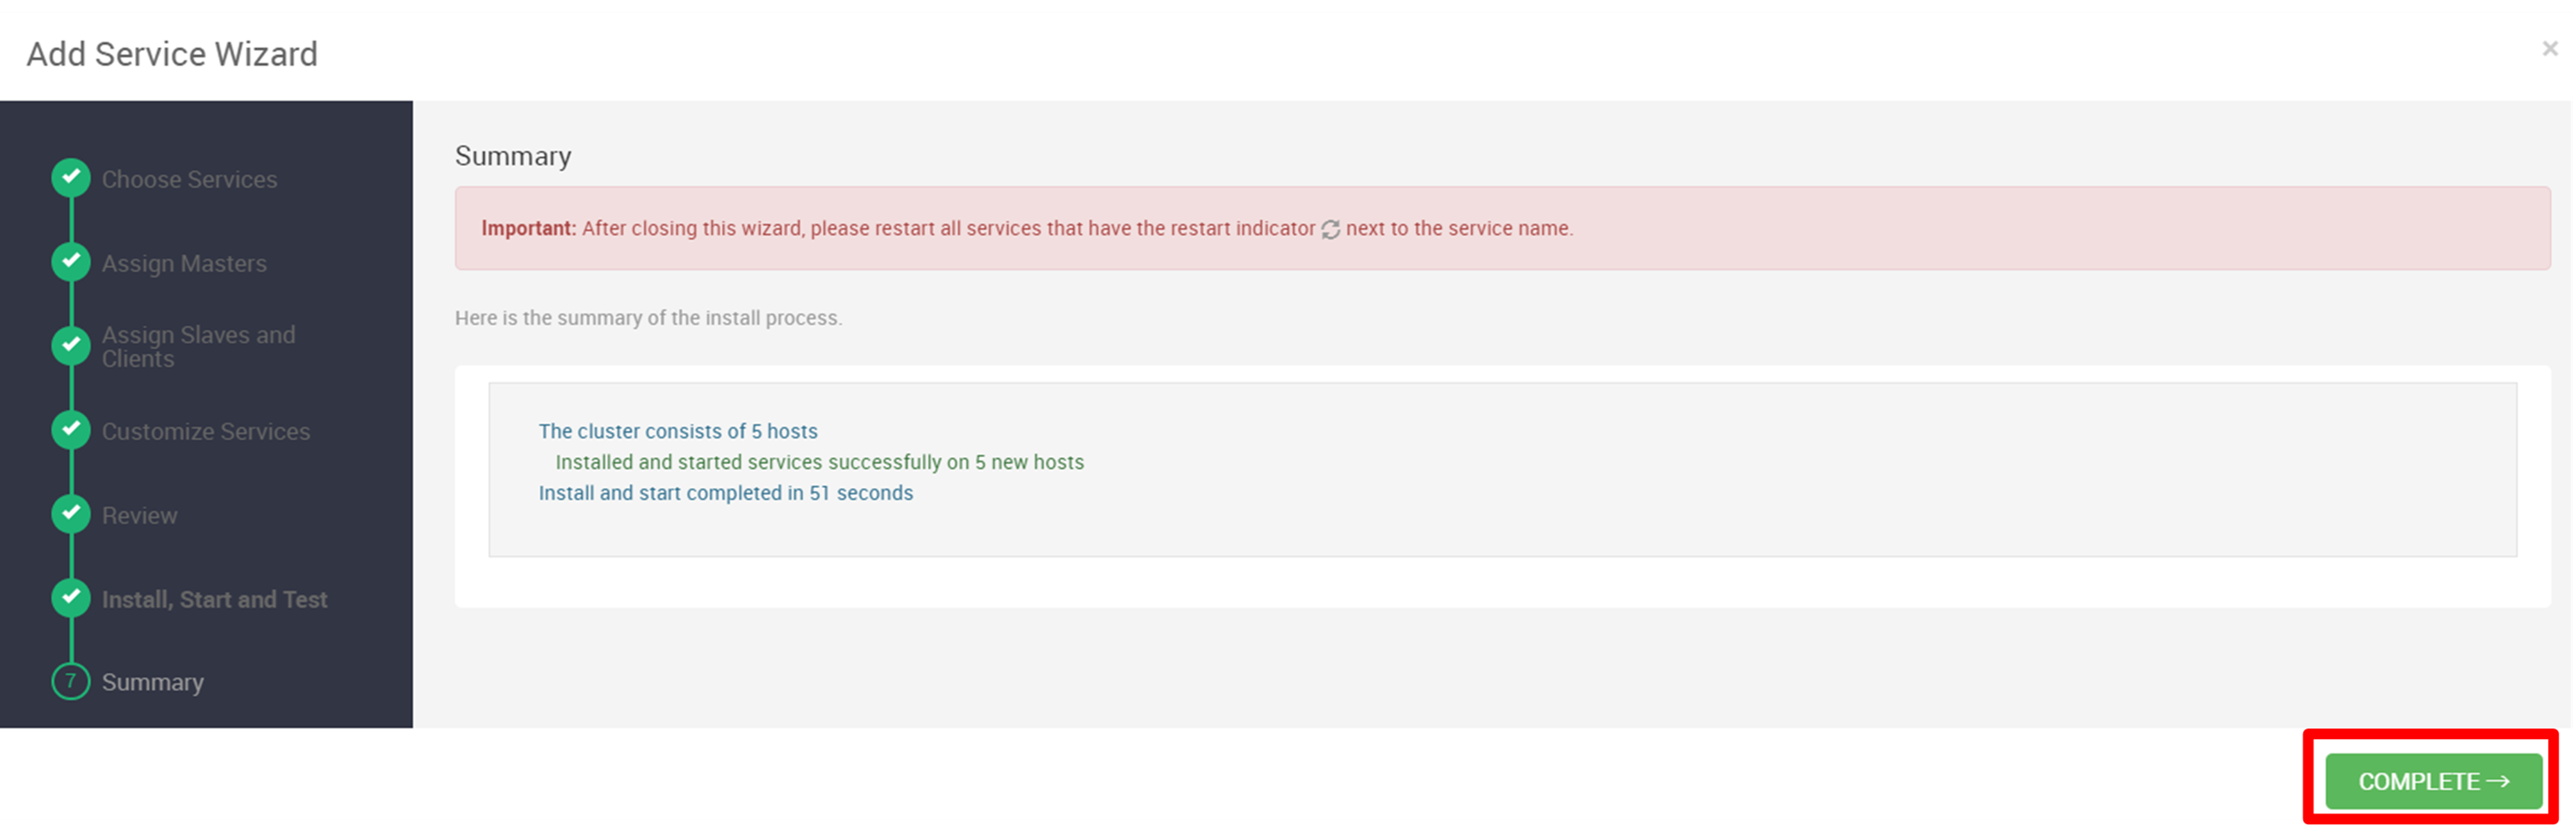 Add Service Wizard
×
Choose Services
Assign Masters
Assign Slaves and
Clients
Customize Services
Review
Install, Start and Test
7 Summary
Summary
Important: After closing this wizard, please restart all services that have the restart indicator next to the service name.
Here is the summary of the install process.
The cluster consists of 5 hosts
Installed and started services successfully on 5 new hosts
Install and start completed in 51 seconds
COMPLETE →